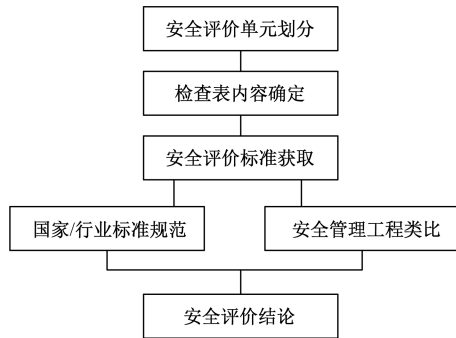 安全评价单元划分
检查表内容确定
安全评价标准获取
国家/行业标准规范
安全管理工程类比
安全评价结论